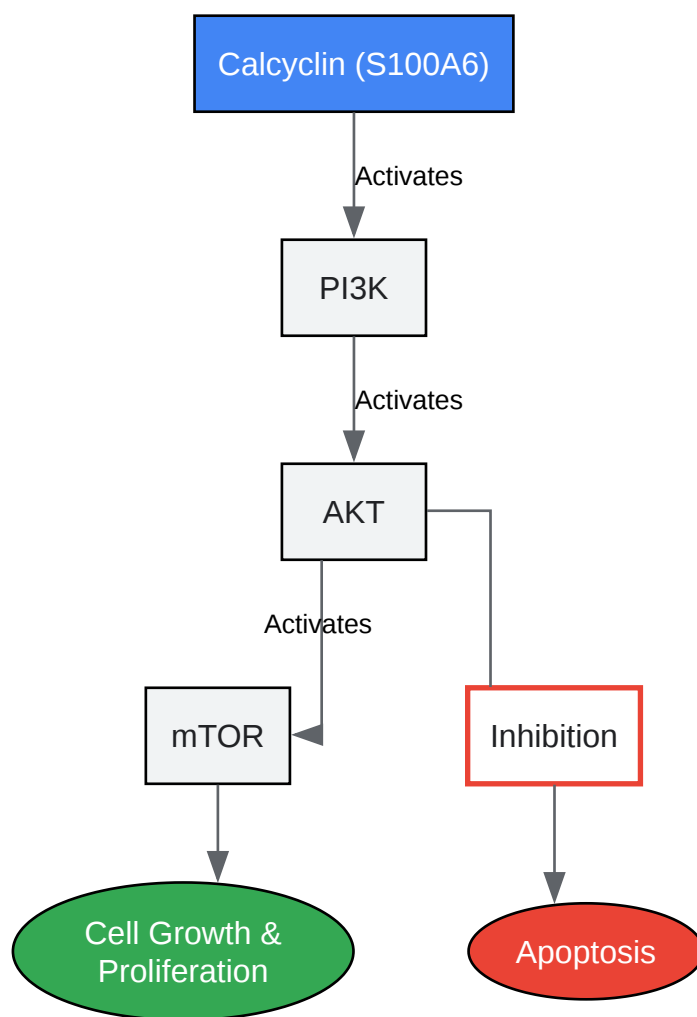 Calcyclin (S100A6)
Activates
PI3K
Activates
AKT
Activates
mTOR
Inhibition
Cell Growth &
Proliferation
Apoptosis